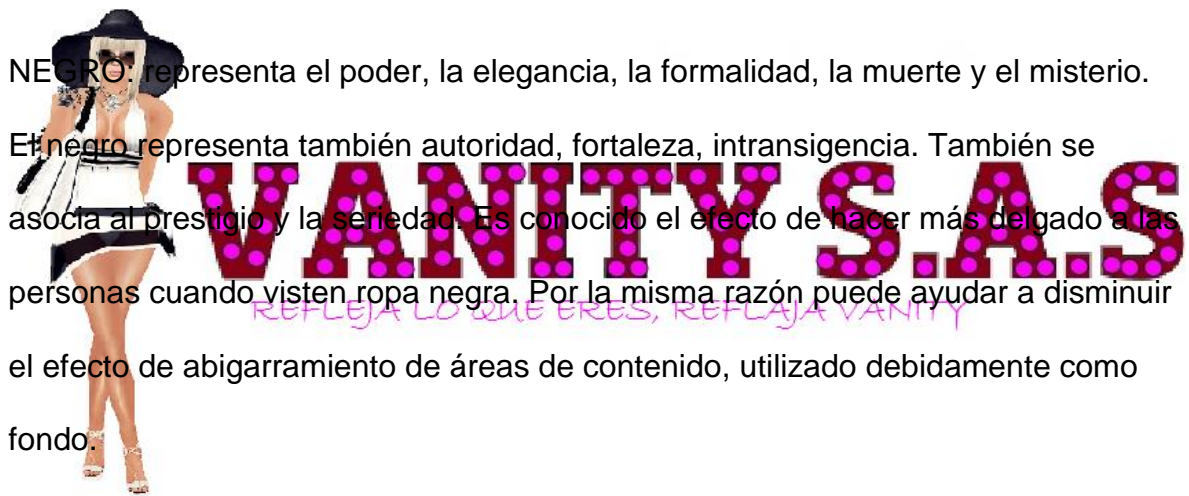 NEGRO: representa el poder, la elegancia, la formalidad, la muerte y el misterio.
El negro representa también autoridad, fortaleza, intransigencia. También se
VANITY S.A.S
asocia al prestigio y la seriedad. Es conocido el efecto de hacer más delgado a las
personas cuando visten ropa negra. Por la misma razón puede ayudar a disminuir
REFLEJA LO QUE ERES, REFLAJA VANITY
el efecto de abigarramiento de áreas de contenido, utilizado debidamente como
fondo.